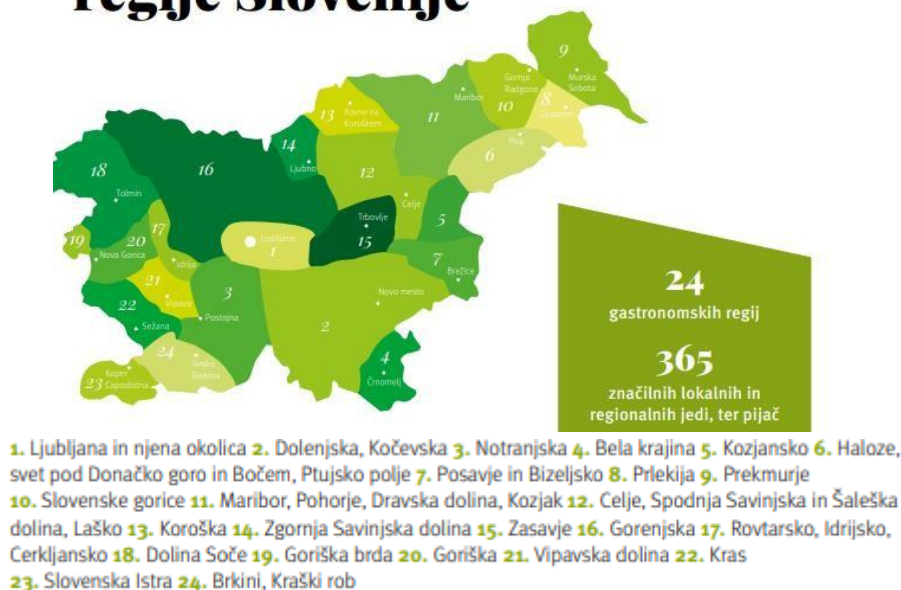 regije Slovenije
9
Gornja
Radgona
Murska
Sobota
Maribor
10
8
Ljutomer
13
Ravne na
Koroškem
11
Ptuj
6
14
Ljubno
12
16
18
Tolmin
Celje
5
Trbovlje
15
17
19
20
Nova Gorica
Idrija
Ljubljana
1
7
Brežice
21
Vipava
3
Novo mesto
22
Sežana
Postojna
2
24
Ilirska
Bistrica
4
Črnomelj
23
Koper
Capodistria
24
gastronomskih regij
365
značilnih lokalnih in
regionalnih jedi, ter pijač
1. Ljubljana in njena okolica 2. Dolenjska, Kočevska 3. Notranjska 4. Bela krajina 5. Kozjansko 6. Haloze,
svet pod Donačko goro in Bočem, Ptujsko polje 7. Posavje in Bizeljsko 8. Prlekija 9. Prekmurje
10. Slovenske gorice 11. Maribor, Pohorje, Dravska dolina, Kozjak 12. Celje, Spodnja Savinjska in Šaleška
dolina, Laško 13. Koroška 14. Zgornja Savinjska dolina 15. Zasavje 16. Gorenjska 17. Rovtarsko, Idrijsko,
Cerkljansko 18. Dolina Soče 19. Goriška brda 20. Goriška 21. Vipavska dolina 22. Kras
23. Slovenska Istra 24. Brkini, Kraški rob